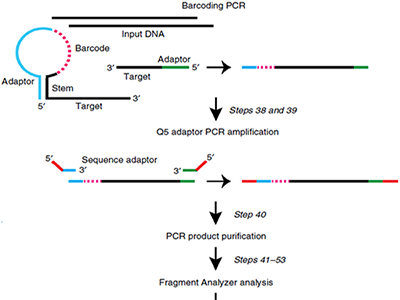 Barcoding PCR
Input DNA
Barcode
Adaptor
3′ Target 5′
Adaptor
Stem
Target
5′ 3′
Steps 38 and 39
Q5 adaptor PCR amplification
5′ Sequence adaptor 5′
3′ 3′
Step 40
PCR product purification
Steps 41–53
Fragment Analyzer analysis